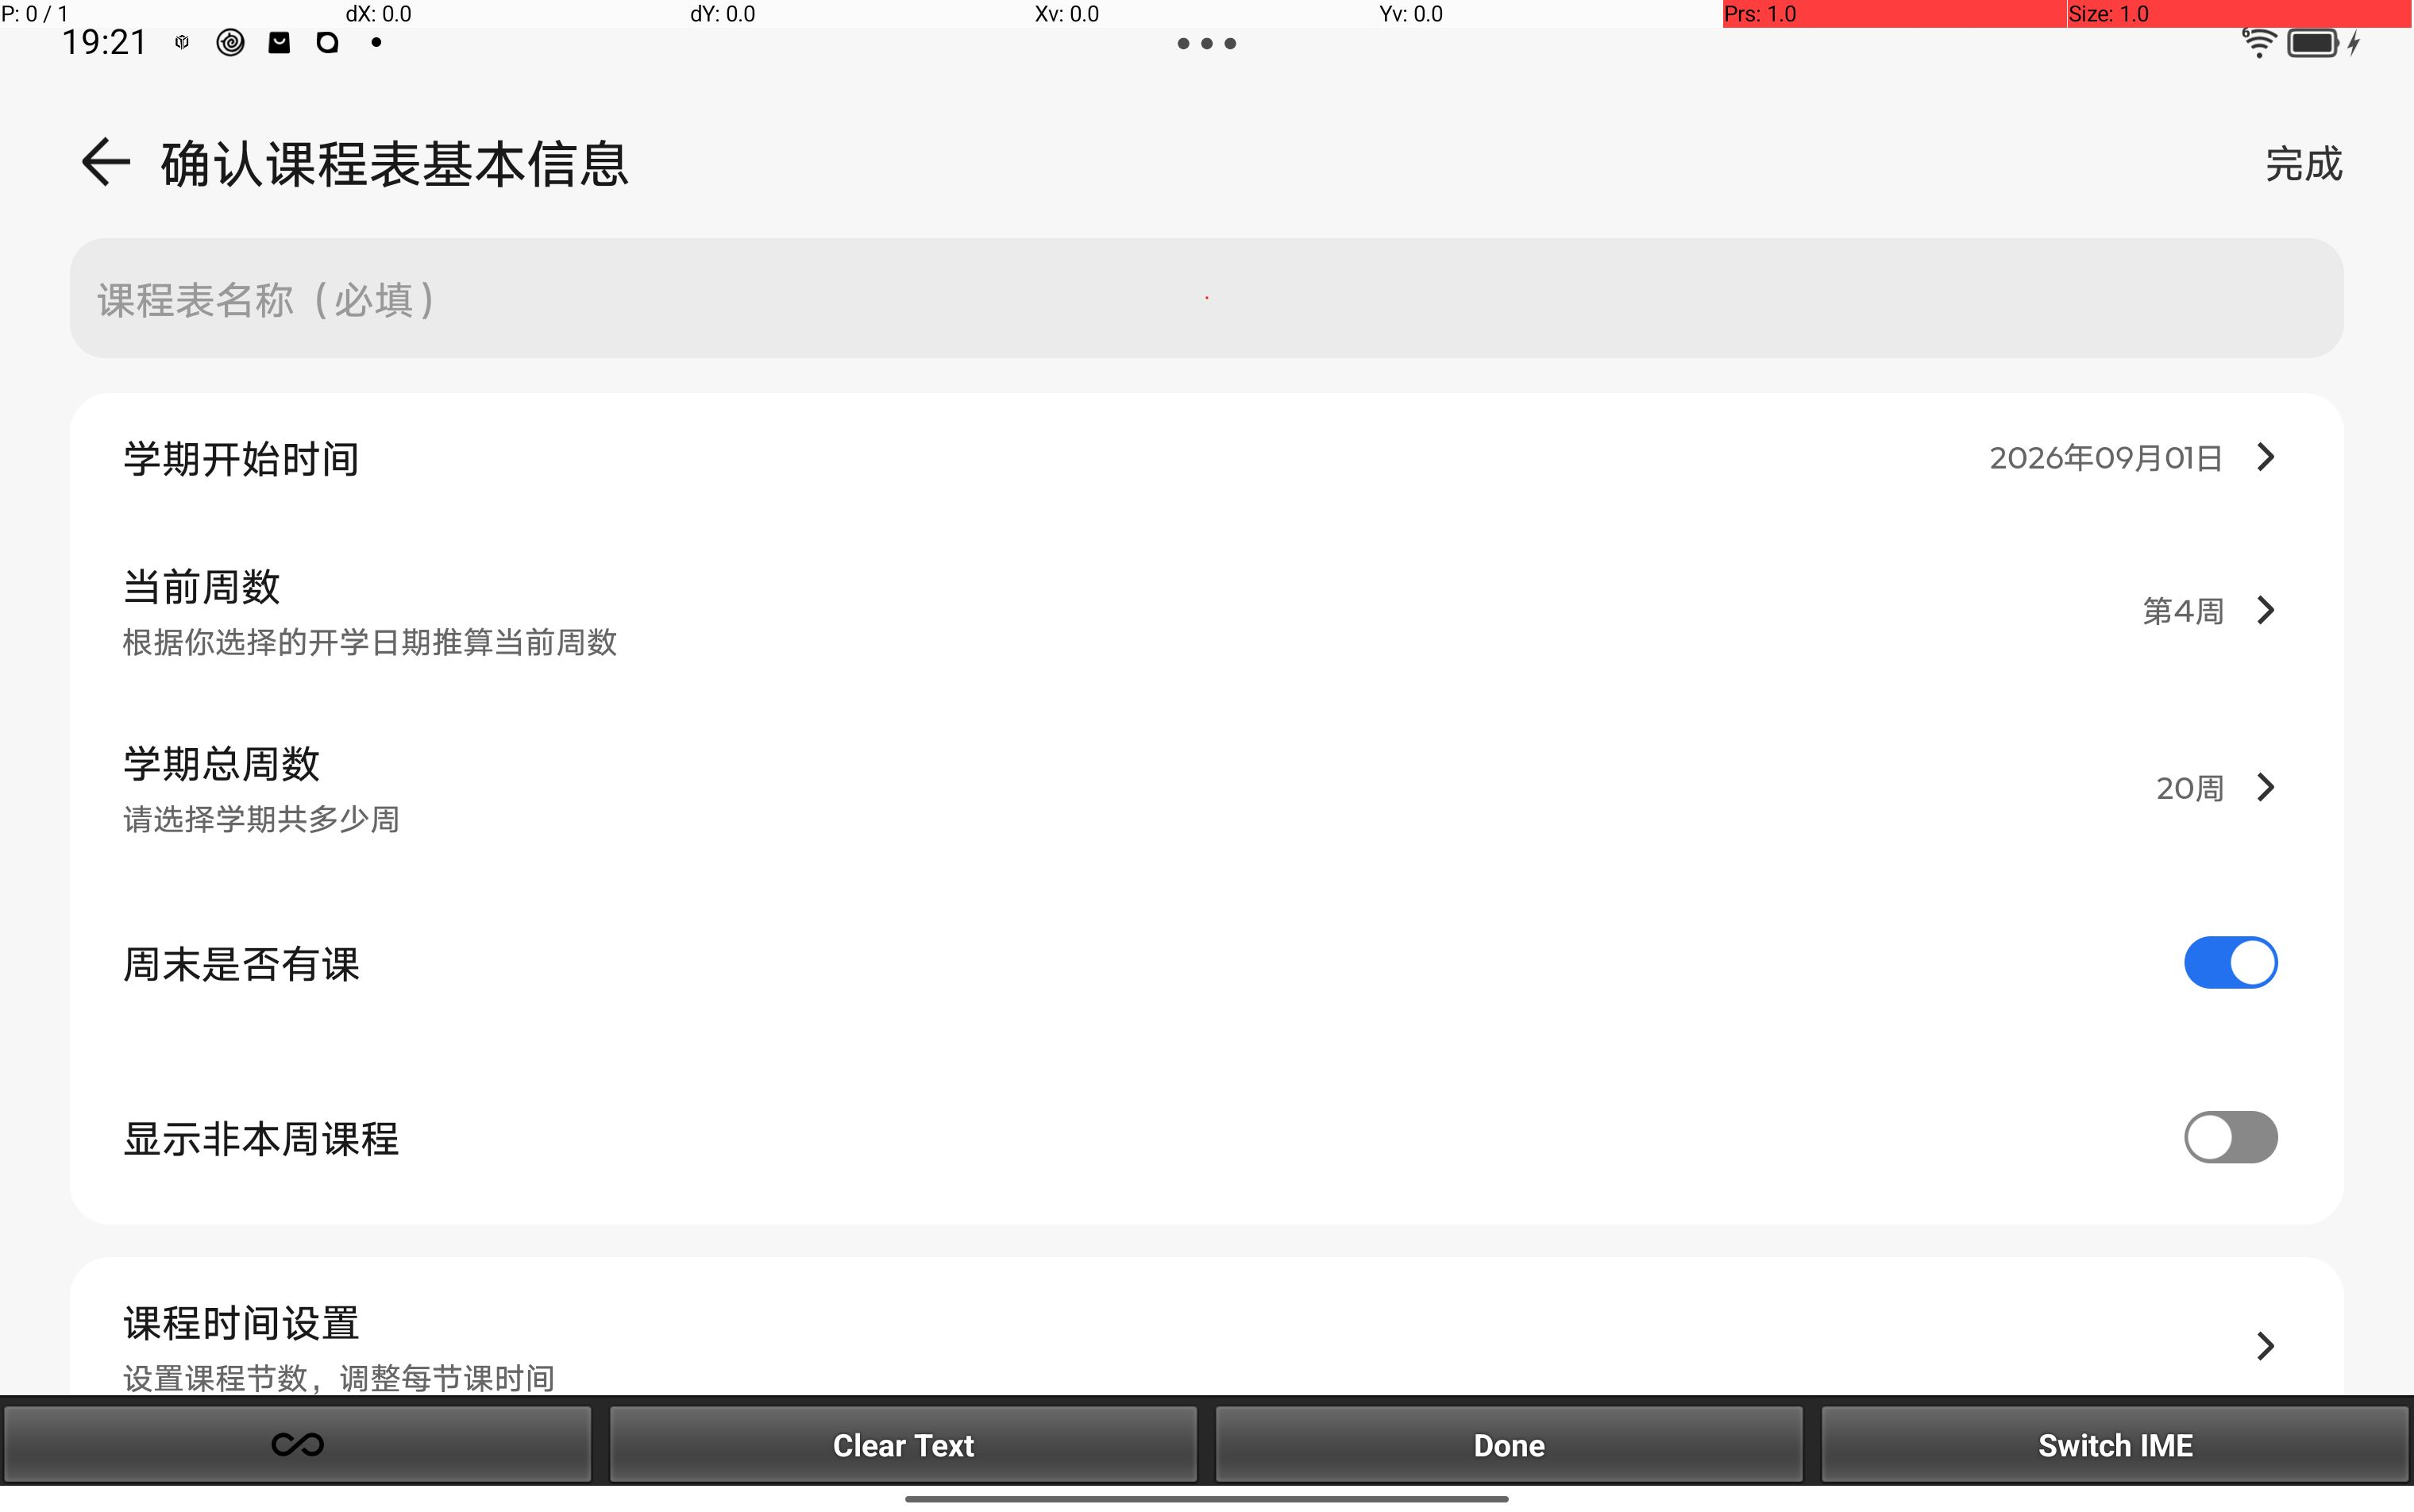 P: 0 / 1 dX: 0.0 dY: 0.0 Xv: 0.0 Yv: 0.0 Prs: 1.0 Size: 1.0
19:21 6
确认课程表基本信息 完成
课程表名称（必填）
学期开始时间 2026年09月01日
当前周数 第4周
根据你选择的开学日期推算当前周数
学期总周数 20周
请选择学期共多少周
周末是否有课
显示非本周课程
课程时间设置
设置课程节数，调整每节课时间
Clear Text Done Switch IME